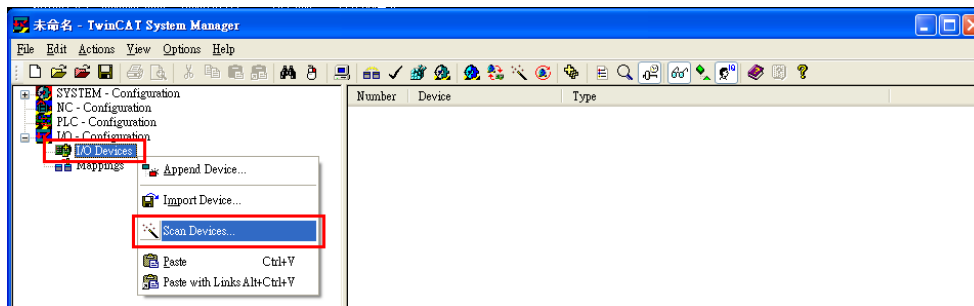 未命名 - TwinCAT System Manager
File Edit Actions View Options Help
SYSTEM - Configuration
NC - Configuration
PLC - Configuration
I/O - Configuration
I/O Devices
Mappings
Number Device Type
Append Device...
Import Device...
Scan Devices...
Paste Ctrl+V
Paste with Links Alt+Ctrl+V